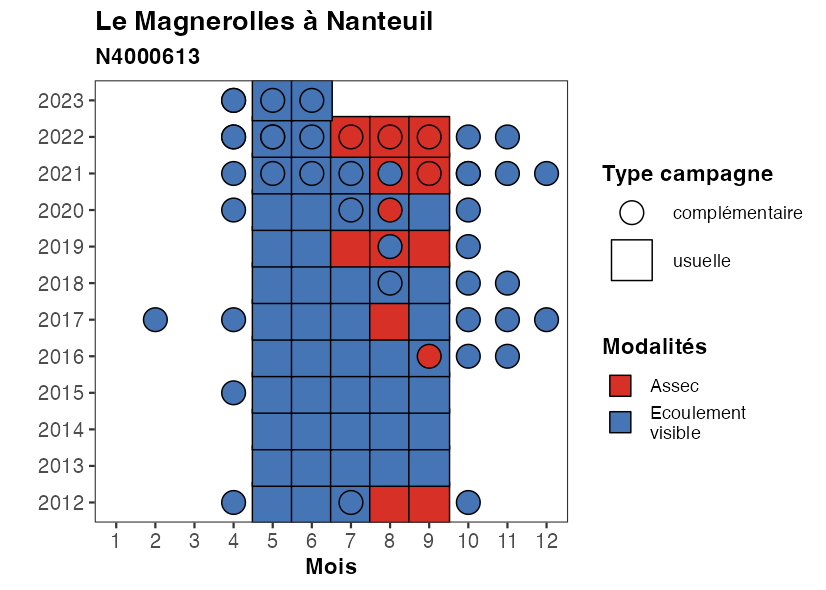 Le Magnerolles à Nanteuil
N4000613
2023
2022
2021
2020
2019
2018
2017
2016
2015
2014
2013
2012
1 2 3 4 5 6 7 8 9 10 11 12
Mois
Type campagne
complémentaire
usuelle
Modalités
Assec
Ecoulement
visible